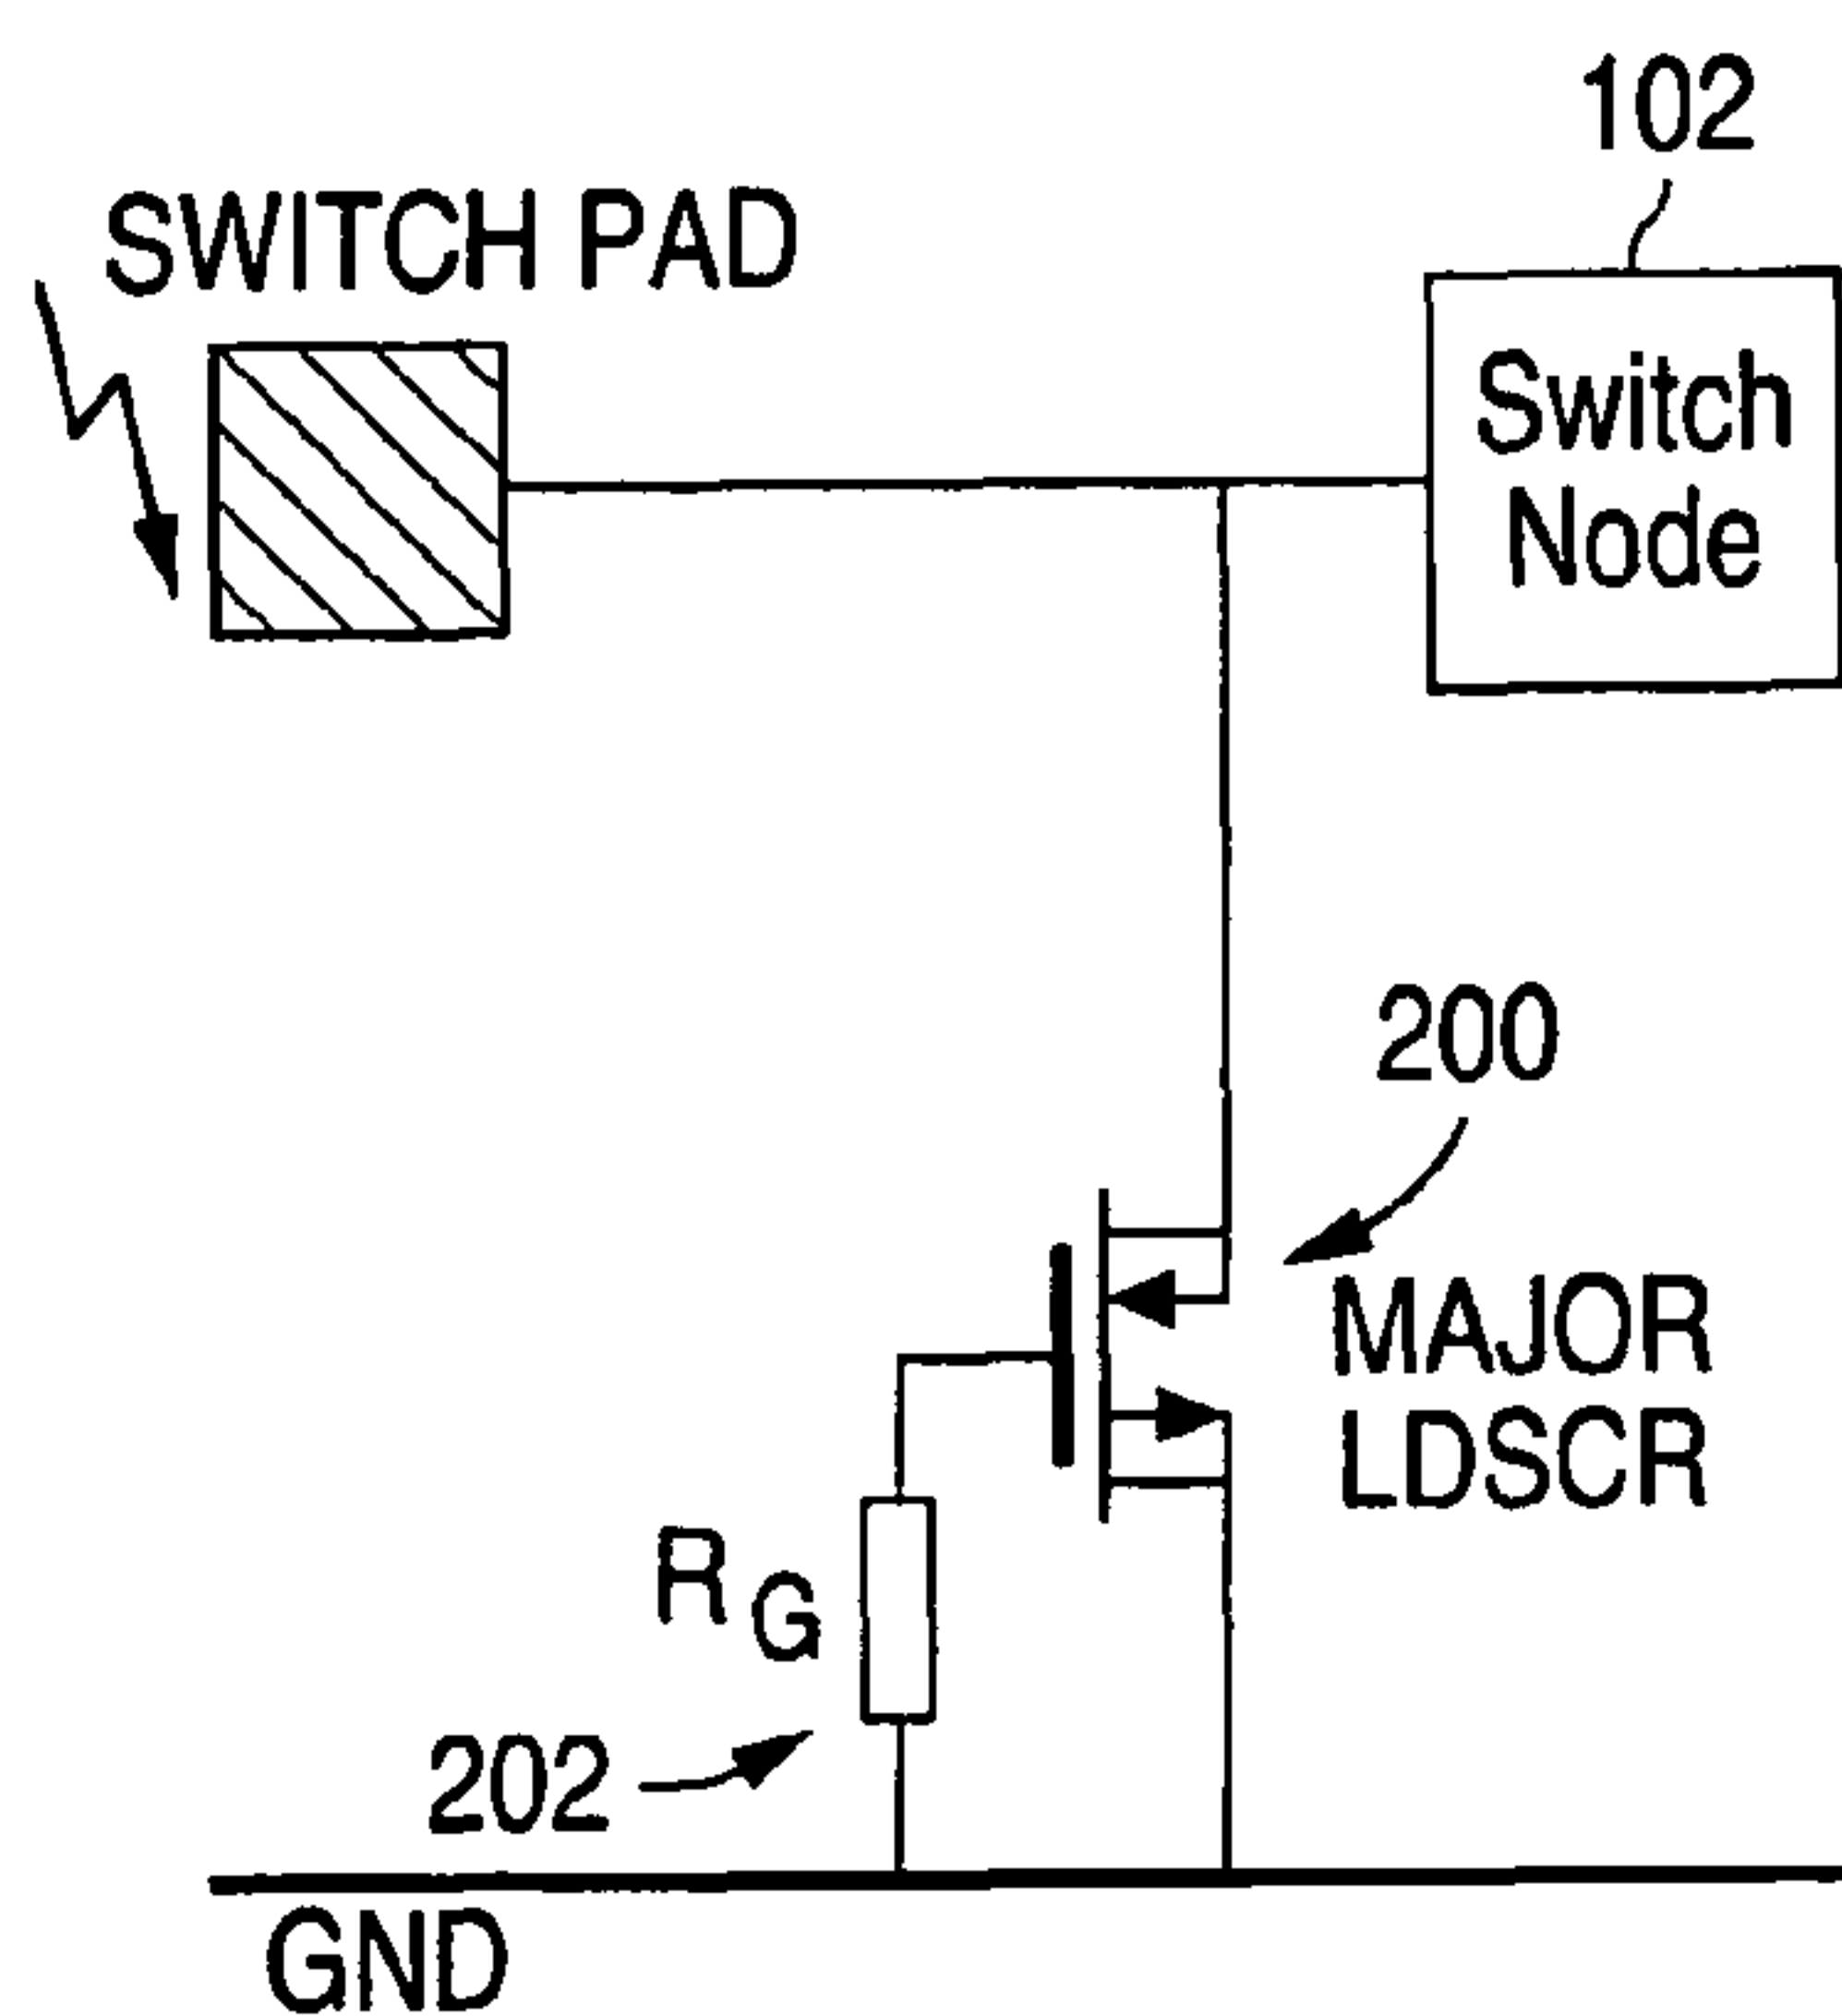 102
SWITCH PAD
Switch
Node
200
MAJOR
LDSCR
RG
202
GND